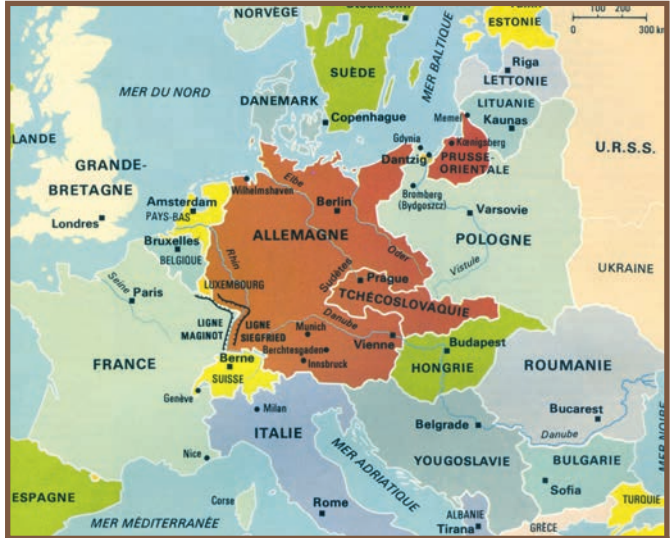 NORVÈGE
ESTONIE
0 100 200 300 km
SUÈDE
MER BALTIQUE
Riga
LETTONIE
MER DU NORD
DANEMARK
Copenhague
LITUANIE
Kaunas
Memel
LANDE
GRANDE-
BRETAGNE
Londres
Gdynia
Dantzig
Kœnigsberg
PRUSSE-
ORIENTALE
U.R.S.S.
Wilhelmshaven
Elbe
Bromberg
(Bydgoszcz)
Amsterdam
PAYS-BAS
Berlin
Varsovie
ALLEMAGNE
Bruxelles
BELGIQUE
Rhin
Oder
POLOGNE
Vistule
UKRAINE
Seine
Paris
LUXEMBOURG
Sudètes
Prague
TCHÉCOSLOVAQUIE
LIGNE
MAGINOT
LIGNE
SIEGFRIED
Danube
Munich
Vienne
Berchtesgaden
Innsbruck
Budapest
HONGRIE
FRANCE
Berne
SUISSE
ROUMANIE
Genève
Milan
Bucarest
Belgrade
Danube
ITALIE
MER ADRIATIQUE
YOUGOSLAVIE
MER NOIRE
Nice
BULGARIE
Sofia
ESPAGNE
Corse
Rome
ALBANIE
Tirana
TURQUIE
GRÈCE
MER MÉDITERRANÉE